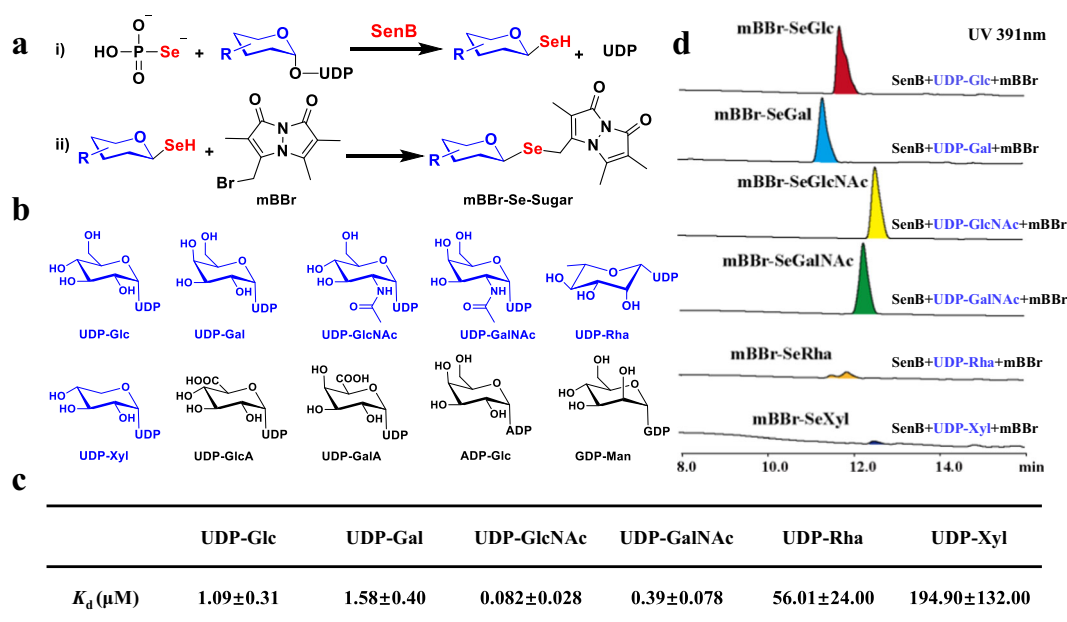 a
i)
O⁻
HO P Se⁻
O
+
O
R
O UDP
SenB
O
R
SeH
+ UDP
ii)
O
R
SeH
+
O O
N
N
Br
mBBr
O
R
Se
O
N
N
O
mBBr-Se-Sugar
b
OH
O
HO
HO
OH
UDP
UDP-Glc
OH
HO
O
HO
OH
UDP
UDP-Gal
OH
O
HO
HO
NH
O
UDP
UDP-GlcNAc
OH
HO
O
HO
NH
O
UDP
UDP-GalNAc
O
UDP
HO
HO
OH
UDP-Rha
O
HO
HO
OH
UDP
UDP-Xyl
HOOC
O
HO
HO
OH
UDP
UDP-GlcA
HO
COOH
O
HO
OH
UDP
UDP-GalA
OH
HO
O
HO
OH
ADP
ADP-Glc
OH
OH
O
HO
HO
GDP
GDP-Man
d
UV 391nm
mBBr-SeGlc
SenB+UDP-Glc+mBBr
mBBr-SeGal
SenB+UDP-Gal+mBBr
mBBr-SeGlcNAc
SenB+UDP-GlcNAc+mBBr
mBBr-SeGalNAc
SenB+UDP-GalNAc+mBBr
mBBr-SeRha
SenB+UDP-Rha+mBBr
mBBr-SeXyl
SenB+UDP-Xyl+mBBr
8.0 10.0 12.0 14.0 min
c
UDP-Glc UDP-Gal UDP-GlcNAc UDP-GalNAc UDP-Rha UDP-Xyl
Kd (μM) 1.09±0.31 1.58±0.40 0.082±0.028 0.39±0.078 56.01±24.00 194.90±132.00